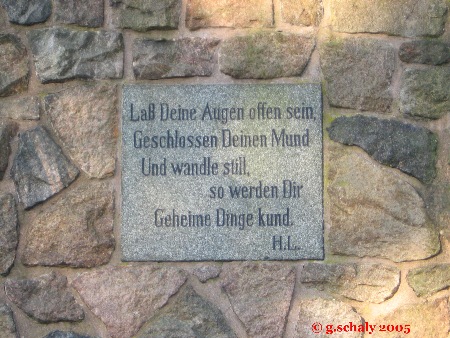 Laß Deine Augen offen sein,
Geschlossen Deinen Mund
Und wandle still,
so werden Dir
Geheime Dinge kund.
H.L.
© g.schaly 2005